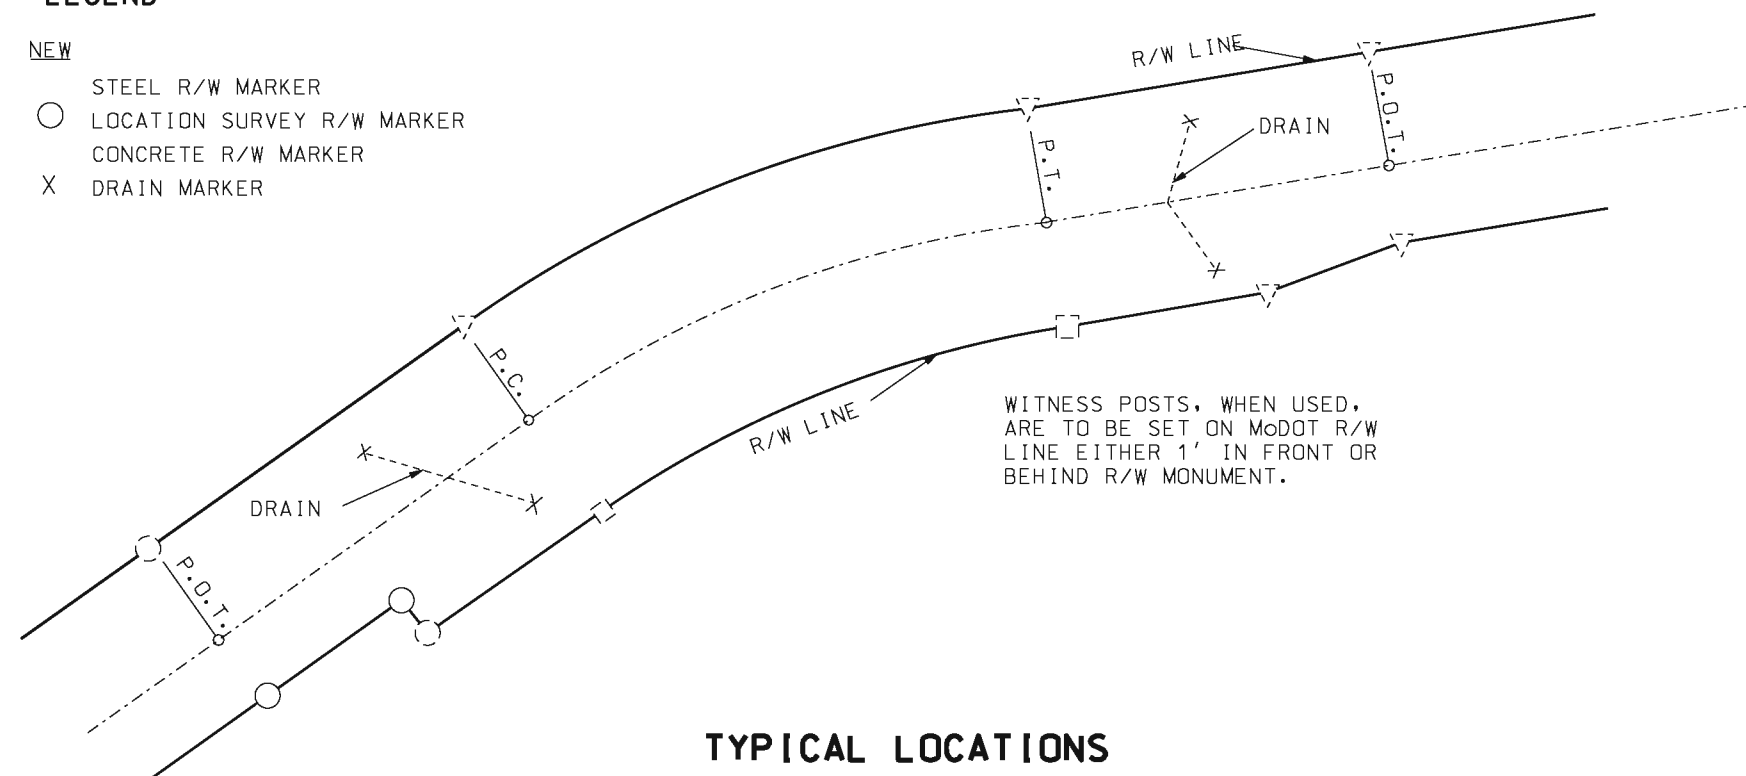 LEGEND
NEW
STEEL R/W MARKER
LOCATION SURVEY R/W MARKER
CONCRETE R/W MARKER
X DRAIN MARKER
R/W LINE
P.O.T.
DRAIN
P.T.
P.C.
R/W LINE
WITNESS POSTS, WHEN USED,
ARE TO BE SET ON MoDOT R/W
LINE EITHER 1' IN FRONT OR
BEHIND R/W MONUMENT.
DRAIN
P.O.T.
TYPICAL LOCATIONS